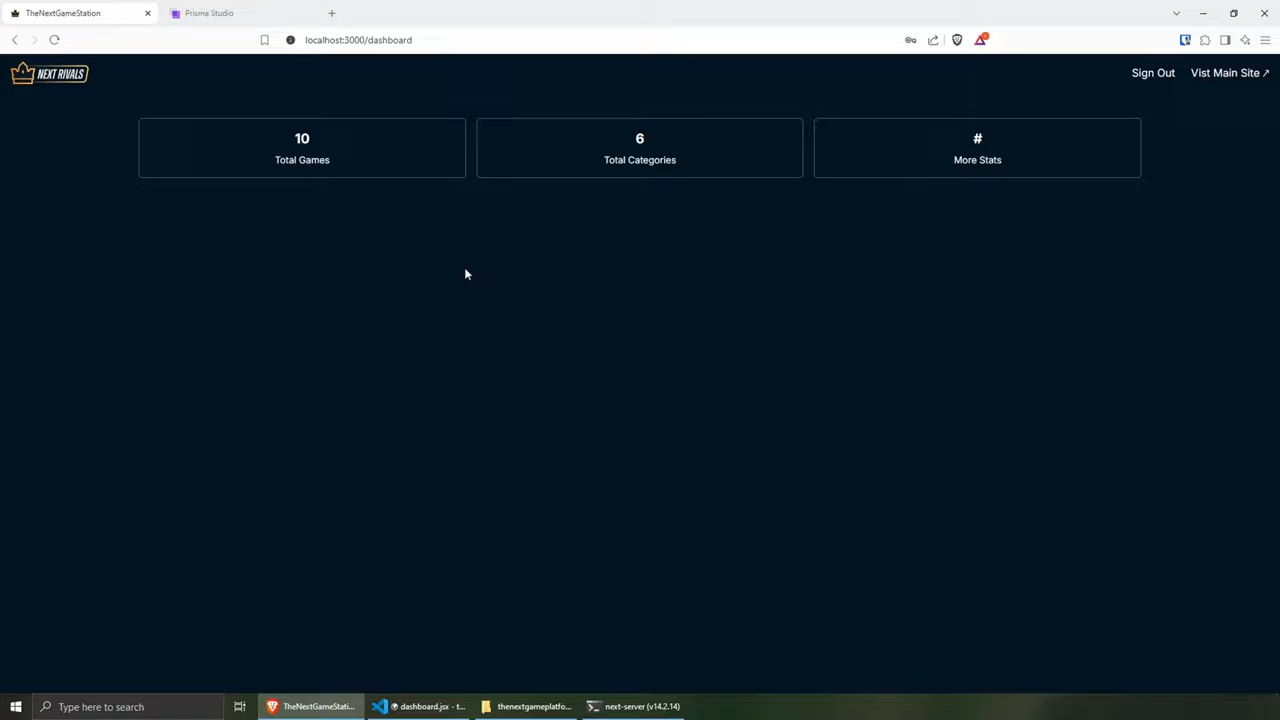 TheNextGameStation
Prisma Studio
localhost:3000/dashboard
NEXT RIVALS
Sign Out
Vist Main Site ↗
10
Total Games
6
Total Categories
#
More Stats
Type here to search
TheNextGameStati...
dashboard.jsx - t...
thenextgameplatfo...
next-server (v14.2.14)